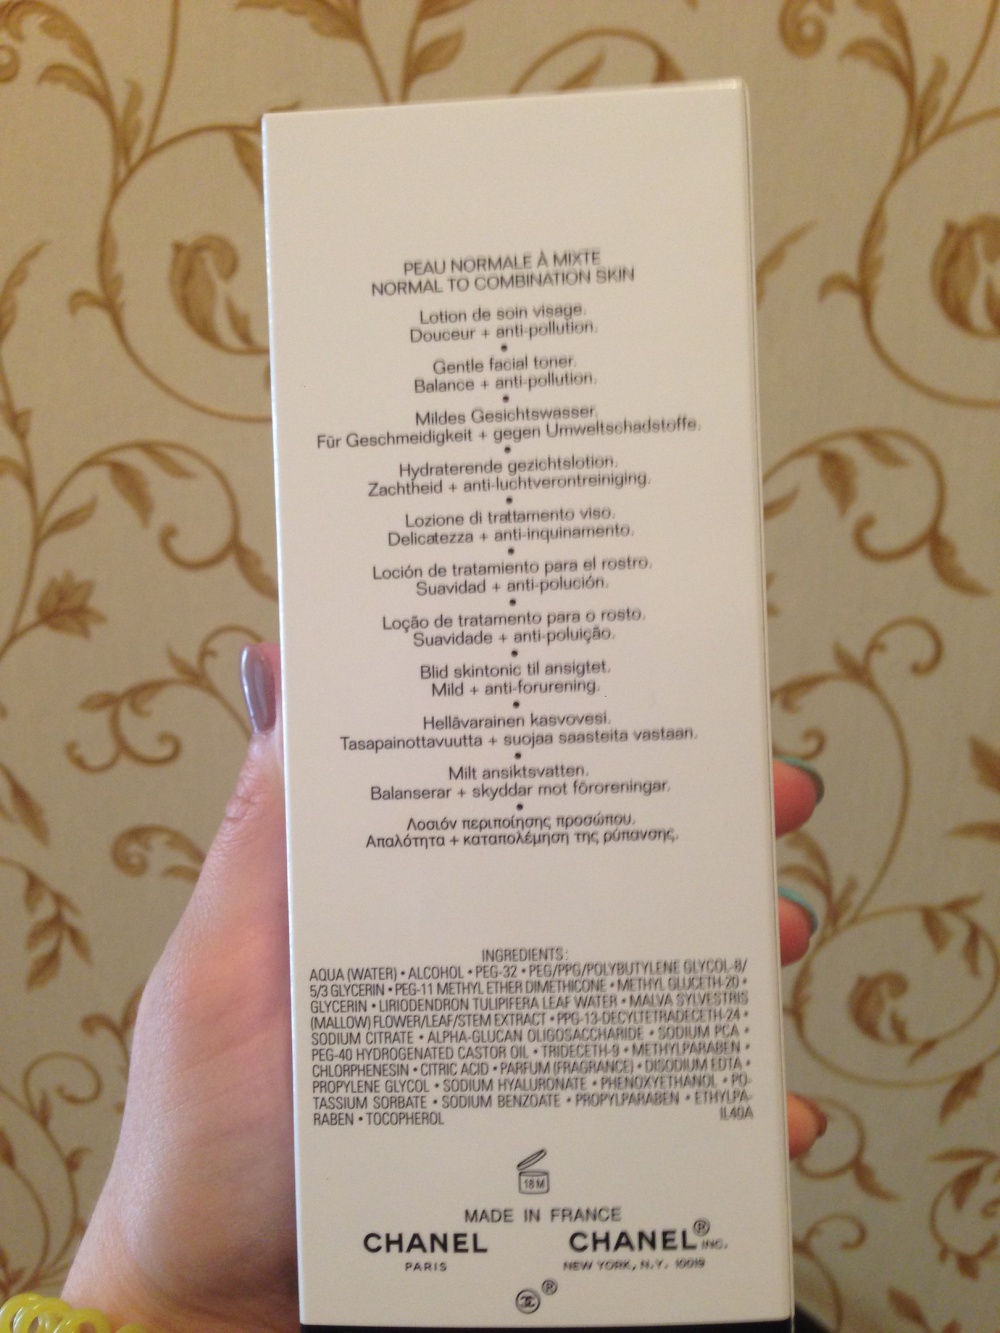 PEAU NORMALE À MIXTE
NORMAL TO COMBINATION SKIN
Lotion de soin visage.
Douceur + anti-pollution.
•
Gentle facial toner.
Balance + anti-pollution.
•
Mildes Gesichtswasser.
Für Geschmeidigkeit + gegen Umweltschadstoffe.
•
Hydraterende gezichtslotion.
Zachtheid + anti-luchtverontreiniging.
•
Lozione di trattamento viso.
Delicatezza + anti-inquinamento.
•
Loción de tratamiento para el rostro.
Suavidad + anti-polución.
•
Loção de tratamento para o rosto.
Suavidade + anti-poluição.
•
Blid skintonic til ansigtet.
Mild + anti-forurening.
•
Hellävarainen kasvovesi.
Tasapainottavuutta + suojaa saasteita vastaan.
•
Milt ansiktsvatten.
Balanserar + skyddar mot föroreningar.
•
Λοσιόν περιποίησης προσώπου.
Απαλότητα + καταπολέμηση της ρύπανσης.
INGREDIENTS:
AQUA (WATER) • ALCOHOL • PEG-32 • PEG/PPG/POLYBUTYLENE GLYCOL-8/
5/3 GLYCERIN • PEG-11 METHYL ETHER DIMETHICONE • METHYL GLUCETH-20 •
GLYCERIN • LIRIODENDRON TULIPIFERA LEAF WATER • MALVA SYLVESTRIS
(MALLOW) FLOWER/LEAF/STEM EXTRACT • PPG-13-DECYLTETRADECETH-24 •
SODIUM CITRATE • ALPHA-GLUCAN OLIGOSACCHARIDE • SODIUM PCA •
PEG-40 HYDROGENATED CASTOR OIL • TRIDECETH-9 • METHYLPARABEN •
CHLORPHENESIN • CITRIC ACID • PARFUM (FRAGRANCE) • DISODIUM EDTA •
PROPYLENE GLYCOL • SODIUM HYALURONATE • PHENOXYETHANOL • PO-
TASSIUM SORBATE • SODIUM BENZOATE • PROPYLPARABEN • ETHYLPA-
RABEN • TOCOPHEROL IL40A
18 M
MADE IN FRANCE
CHANEL CHANEL® INC.
PARIS NEW YORK, N.Y. 10019
®